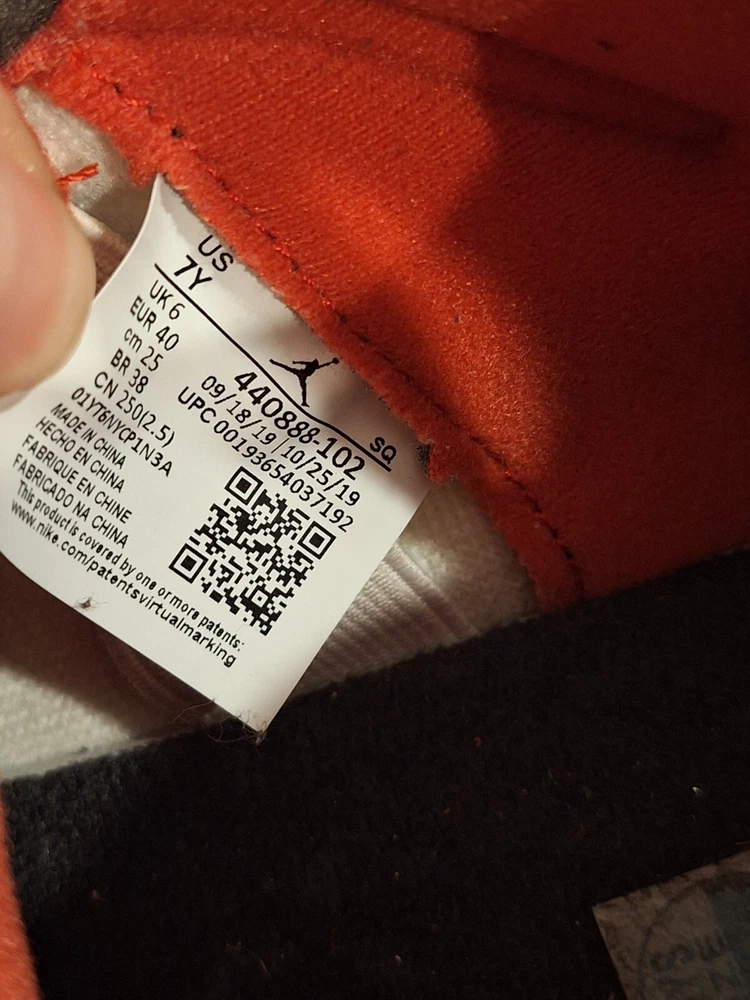 US
7Y
UK 6
EUR 40
cm 25
BR 38
CN 250(2.5)
01YT6NYCP1N3A
MADE IN CHINA
HECHO EN CHINA
FABRIQUE EN CHINE
FABRICADO NA CHINA
This product is covered by one or more patents:
www.nike.com/patentsvirtualmarking
440888-102
SQ
09/18/19 10/25/19
UPC 00193654037192